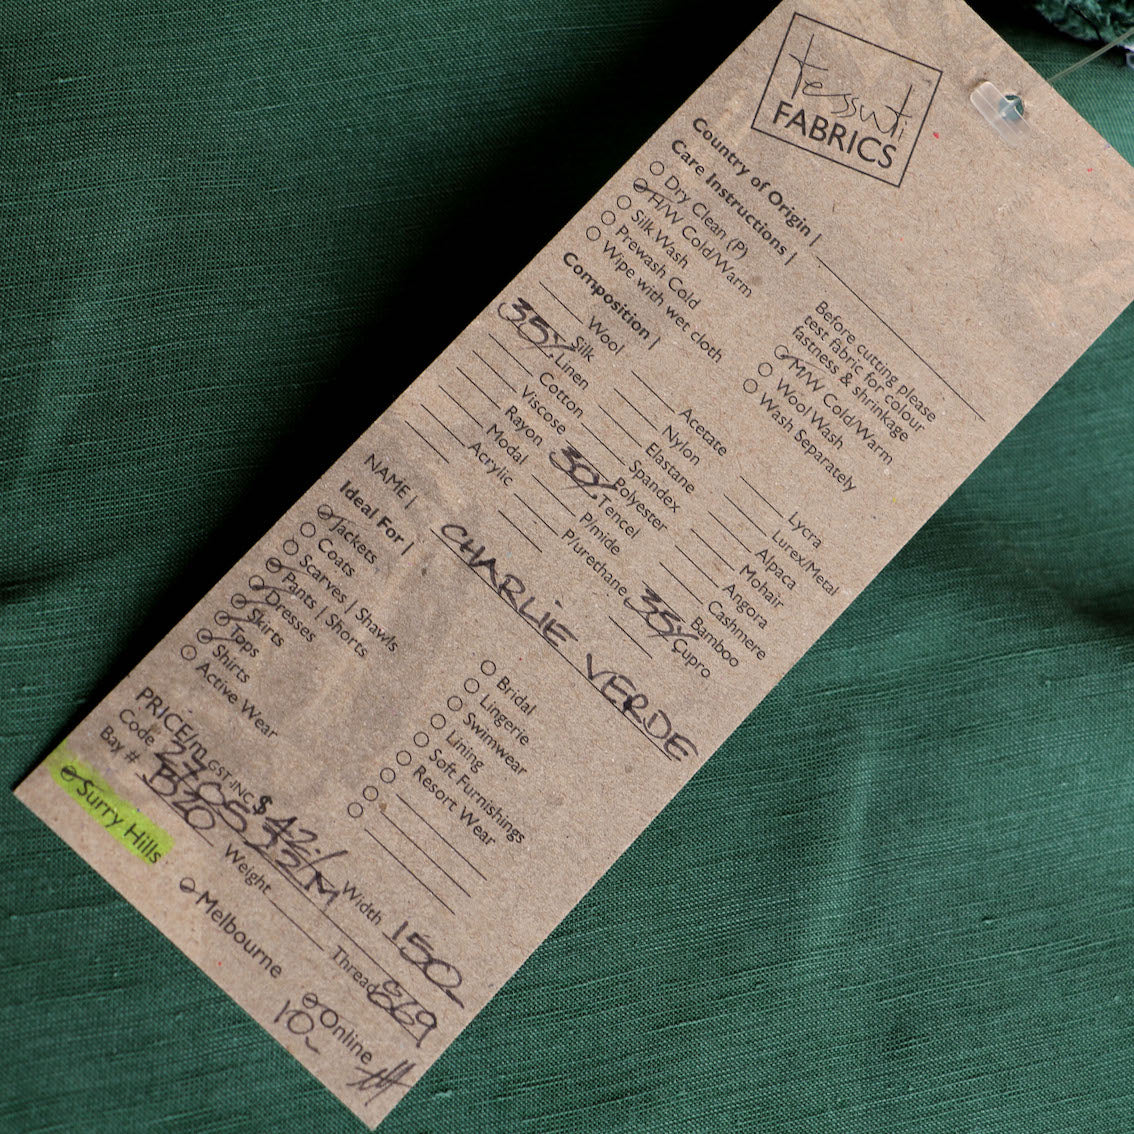 tessuti
FABRICS
Country of Origin |
Care Instructions |
Dry Clean (P)
H/W Cold/Warm
Silk Wash
Prewash Cold
Wipe with wet cloth
Before cutting please
test fabric for colour
fastness & shrinkage
M/W Cold/Warm
Wool Wash
Wash Separately
Composition |
Wool
Silk
35% Linen
Cotton
Viscose
Rayon
Modal
Acrylic
Acetate
Nylon
Elastane
Spandex
Polyester
30% Tencel
P/mide
P/urethane
Lycra
Lurex/Metal
Alpaca
Mohair
Angora
Cashmere
Bamboo
35% Cupro
NAME | CHARLIE VERDE
Ideal For |
Jackets
Coats
Scarves | Shawls
Pants | Shorts
Dresses
Skirts
Tops
Shirts
Active Wear
Bridal
Lingerie
Swimwear
Lining
Soft Furnishings
Resort Wear
PRICE/m GST INC $ 42.-/M Width 150
Code Thread 869
Bay # B20 Weight
Surry Hills Melbourne Online
10-